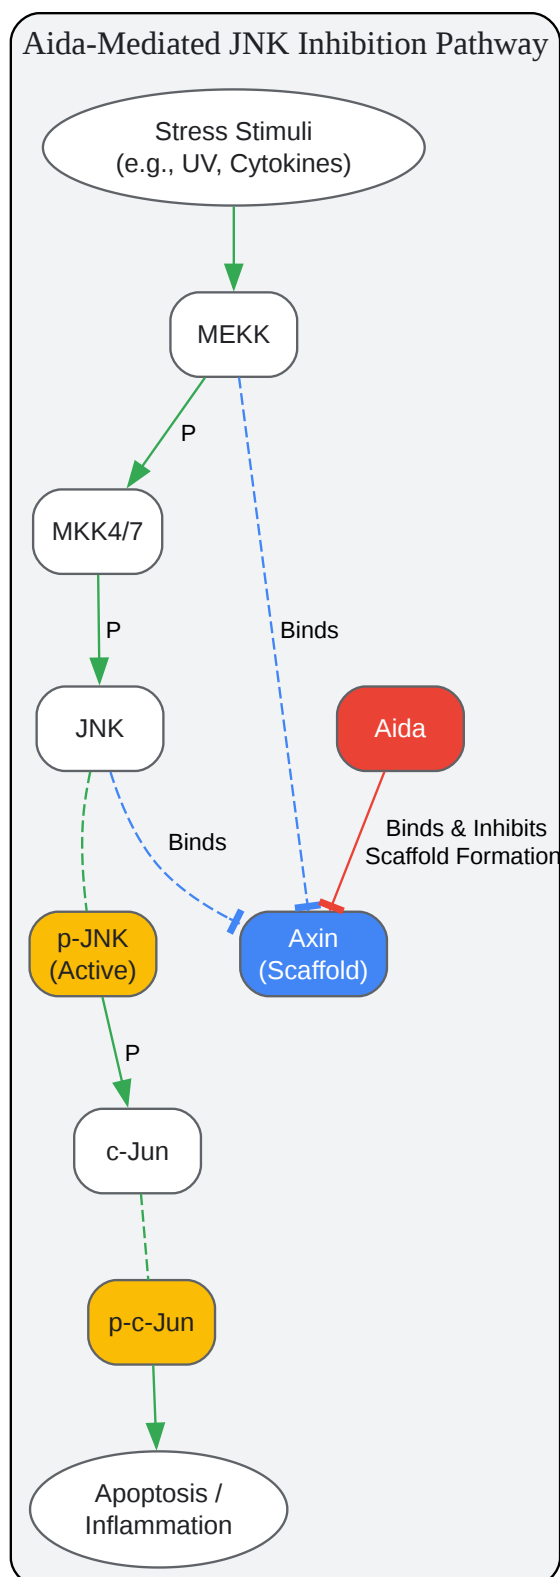 Aida-Mediated JNK Inhibition Pathway
Stress Stimuli
(e.g., UV, Cytokines)
MEKK
P
MKK4/7
P
Binds
JNK
Aida
Binds
Binds & Inhibits
Scaffold Formation
p-JNK
(Active)
Axin
(Scaffold)
P
c-Jun
p-c-Jun
Apoptosis /
Inflammation